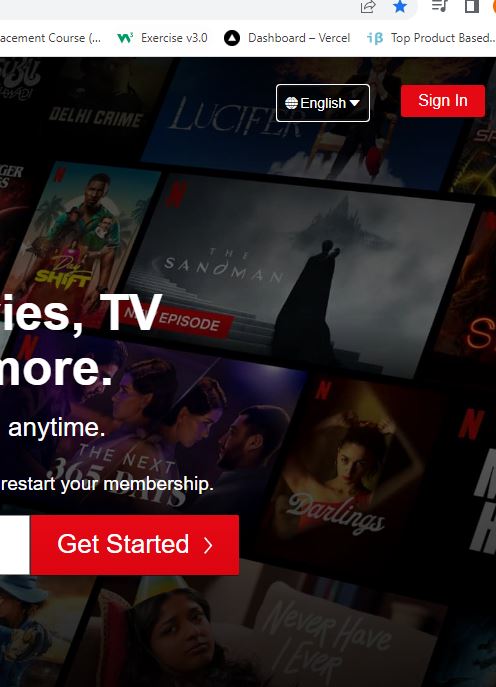 acement Course (...
Exercise v3.0
Dashboard – Vercel
Top Product Based...
DELHI CRIME
LUCIFER
English
Sign In
Day
SHIFT
THE
SANDMAN
EPISODE
ies, TV
more.
anytime.
THE NEXT
365 DAYS
restart your membership.
Darlings
Get Started
Never Have
I Ever